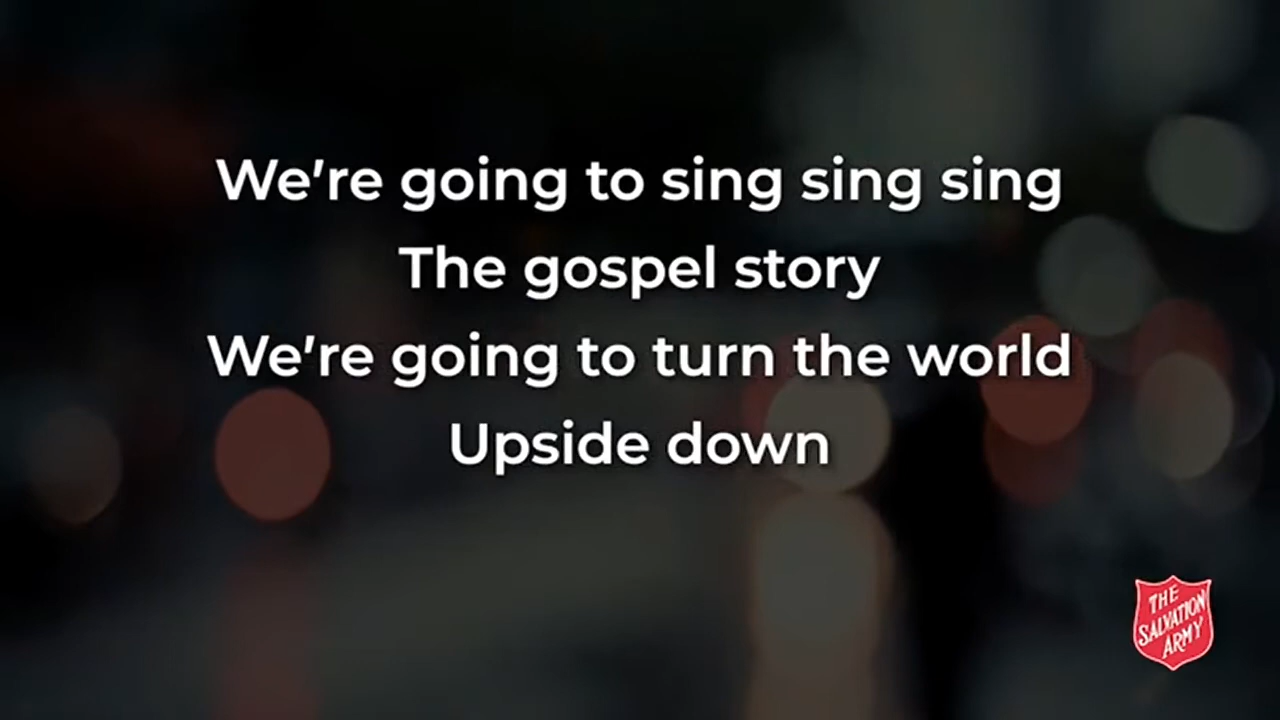 We're going to sing sing sing
The gospel story
We're going to turn the world
Upside down
THE
SALVATION
ARMY